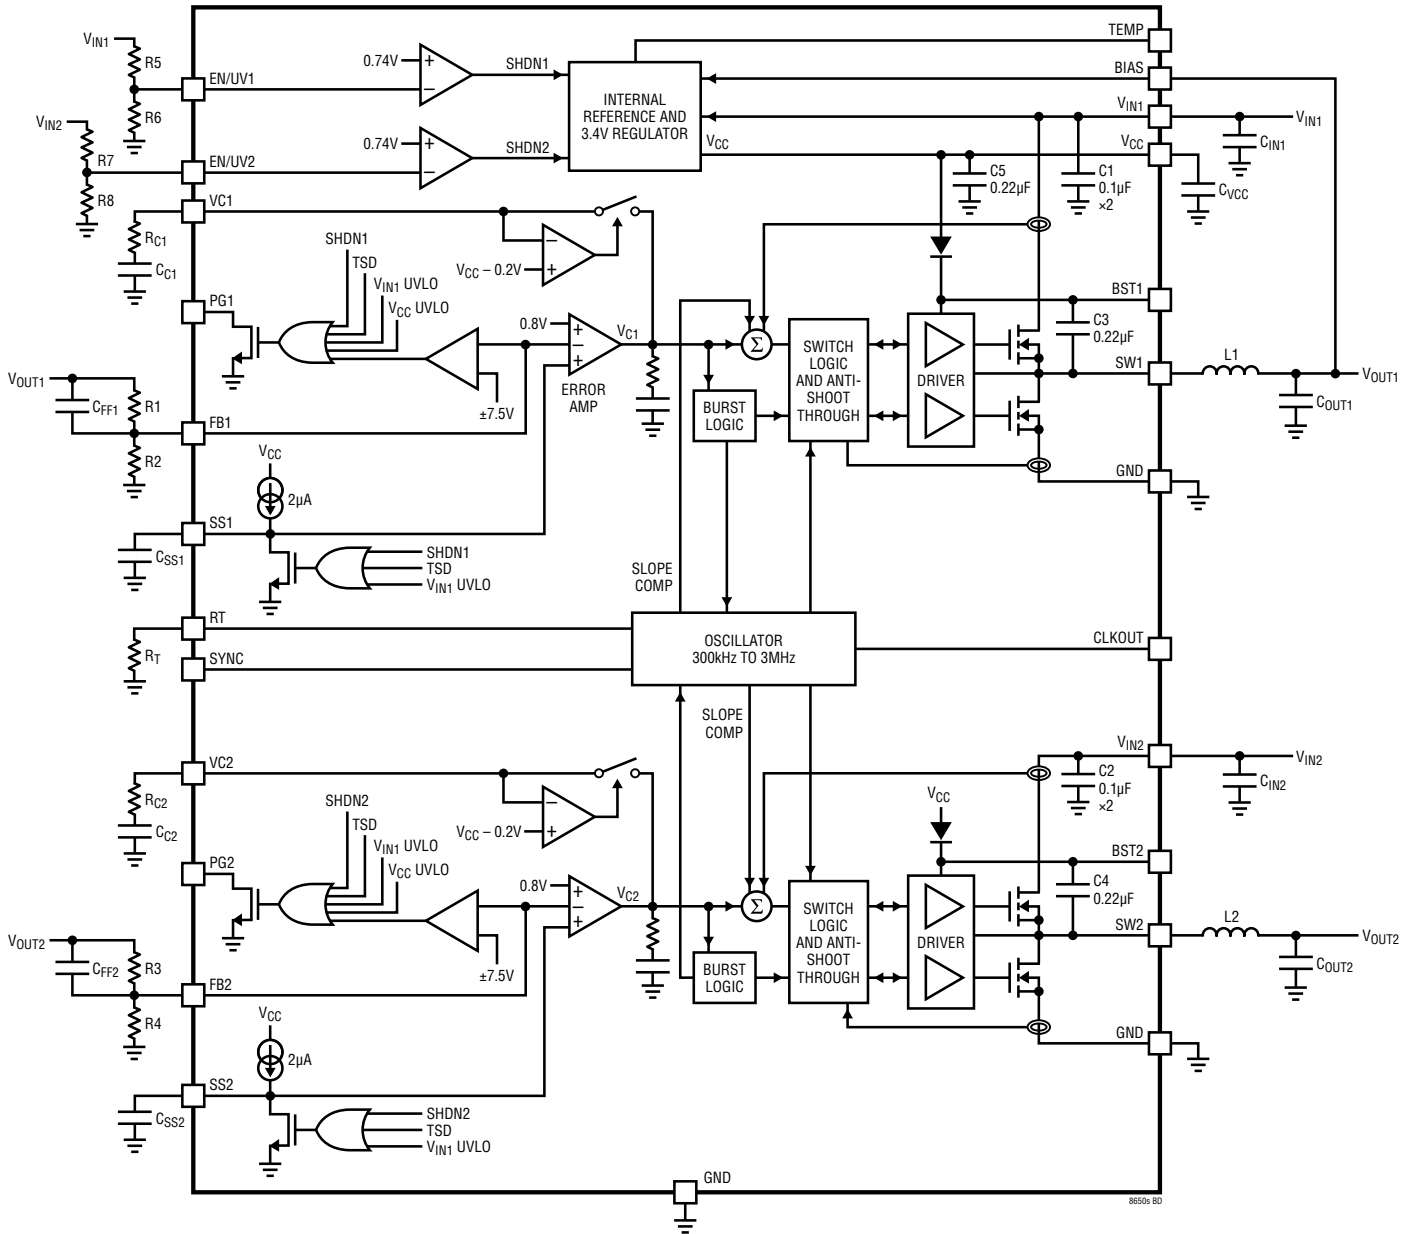 TEMP
BIAS
VIN1
VIN1
VCC
CIN1
CVCC
VIN1
R5
R6
EN/UV1
0.74V
+
–
SHDN1
INTERNAL
REFERENCE AND
3.4V REGULATOR
VCC
VIN2
R7
R8
EN/UV2
0.74V
+
–
SHDN2
C5
0.22µF
C1
0.1µF
×2
VC1
RC1
CC1
–
+
VCC – 0.2V
SHDN1
TSD
VIN1 UVLO
VCC UVLO
PG1
±7.5V
0.8V
+
–
+
ERROR
AMP
VC1
Σ
BURST
LOGIC
SWITCH
LOGIC
AND ANTI-
SHOOT
THROUGH
DRIVER
BST1
C3
0.22µF
SW1
L1
VOUT1
COUT1
GND
VOUT1
CFF1
R1
R2
FB1
VCC
2µA
SS1
CSS1
SHDN1
TSD
VIN1 UVLO
SLOPE
COMP
RT
RT
SYNC
OSCILLATOR
300kHz TO 3MHz
CLKOUT
SLOPE
COMP
VIN2
VIN2
CIN2
C2
0.1µF
×2
VC2
RC2
CC2
–
+
VCC – 0.2V
SHDN2
TSD
VIN1 UVLO
VCC UVLO
PG2
±7.5V
0.8V
+
–
+
VC2
Σ
BURST
LOGIC
SWITCH
LOGIC
AND ANTI-
SHOOT
THROUGH
VCC
DRIVER
BST2
C4
0.22µF
SW2
L2
VOUT2
COUT2
GND
VOUT2
CFF2
R3
R4
FB2
VCC
2µA
SS2
CSS2
SHDN2
TSD
VIN1 UVLO
GND
8650s BD